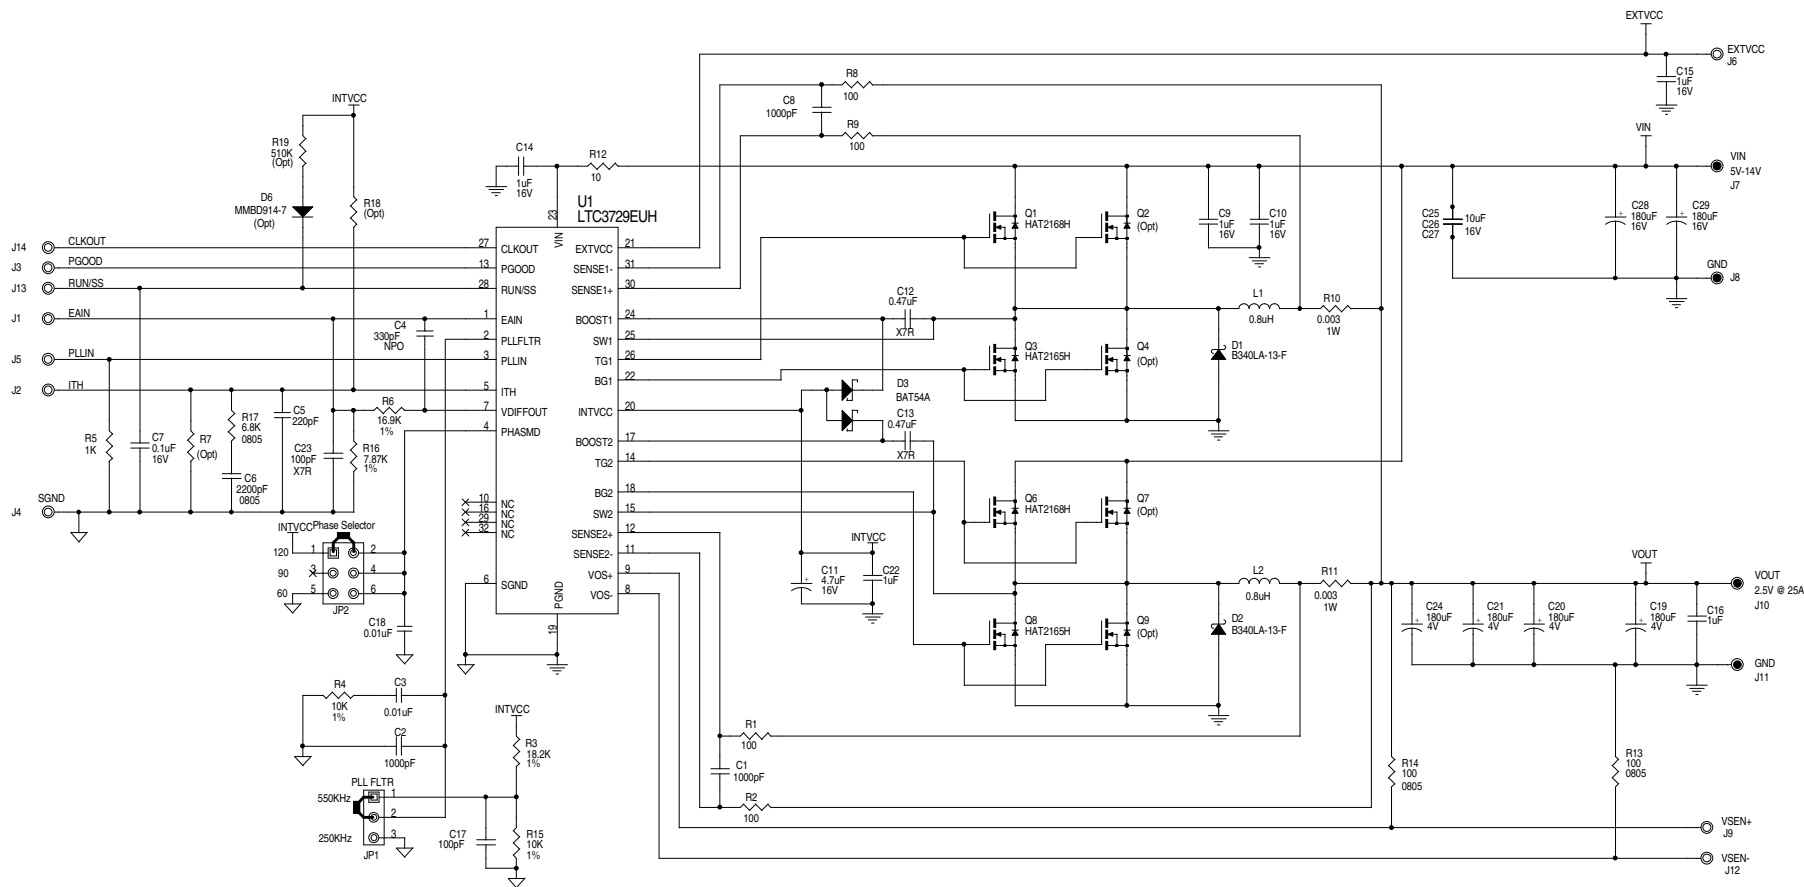 EXTVCC
EXTVCC
J6
C15
1uF
16V
R8
100
C8
1000pF
R9
100
INTVCC
R19
510K
(Opt)
D6
MMBD914-7
(Opt)
R18
(Opt)
C14
1uF
16V
R12
10
VIN
VIN
5V-14V
J7
U1
LTC3729EUH
Q1
HAT2168H
Q2
(Opt)
C9
1uF
16V
C10
1uF
16V
C25
C26
C27
10uF
16V
C28
180uF
16V
C29
180uF
16V
GND
J8
J14
CLKOUT
27
CLKOUT
23
VIN
EXTVCC
21
J3
PGOOD
13
PGOOD
SENSE1-
31
J13
RUN/SS
28
RUN/SS
SENSE1+
30
J1
EAIN
1
EAIN
BOOST1
24
C12
0.47uF
X7R
L1
0.8uH
R10
0.003
1W
C4
330pF
NPO
2
PLLFLTR
SW1
25
J5
PLLIN
3
PLLIN
TG1
26
Q3
HAT2165H
Q4
(Opt)
D1
B340LA-13-F
BG1
22
J2
ITH
5
ITH
D3
BAT54A
R6
16.9K
1%
7
VDIFFOUT
INTVCC
20
C13
0.47uF
X7R
4
PHASMD
BOOST2
17
R5
1K
C7
0.1uF
16V
R7
(Opt)
R17
6.8K
0805
C6
2200pF
0805
C5
220pF
C23
100pF
X7R
R16
7.87K
1%
TG2
14
BG2
18
SW2
15
SENSE2+
12
SENSE2-
11
VOS+
9
VOS-
8
10
NC
16
NC
29
NC
32
NC
6
SGND
PGND
19
SGND
J4
INTVCC
Phase Selector
120
1
2
90
3
4
60
5
6
JP2
C18
0.01uF
Q6
HAT2168H
Q7
(Opt)
INTVCC
C11
4.7uF
16V
C22
1uF
L2
0.8uH
R11
0.003
1W
Q8
HAT2165H
Q9
(Opt)
D2
B340LA-13-F
VOUT
VOUT
2.5V @ 25A
J10
C24
180uF
4V
C21
180uF
4V
C20
180uF
4V
C19
180uF
4V
C16
1uF
GND
J11
R4
10K
1%
C3
0.01uF
C2
1000pF
INTVCC
R3
18.2K
1%
R1
100
C1
1000pF
R2
100
R14
100
0805
R13
100
0805
PLL FLTR
550KHz
1
2
250KHz
3
JP1
C17
100pF
R15
10K
1%
VSEN+
J9
VSEN-
J12